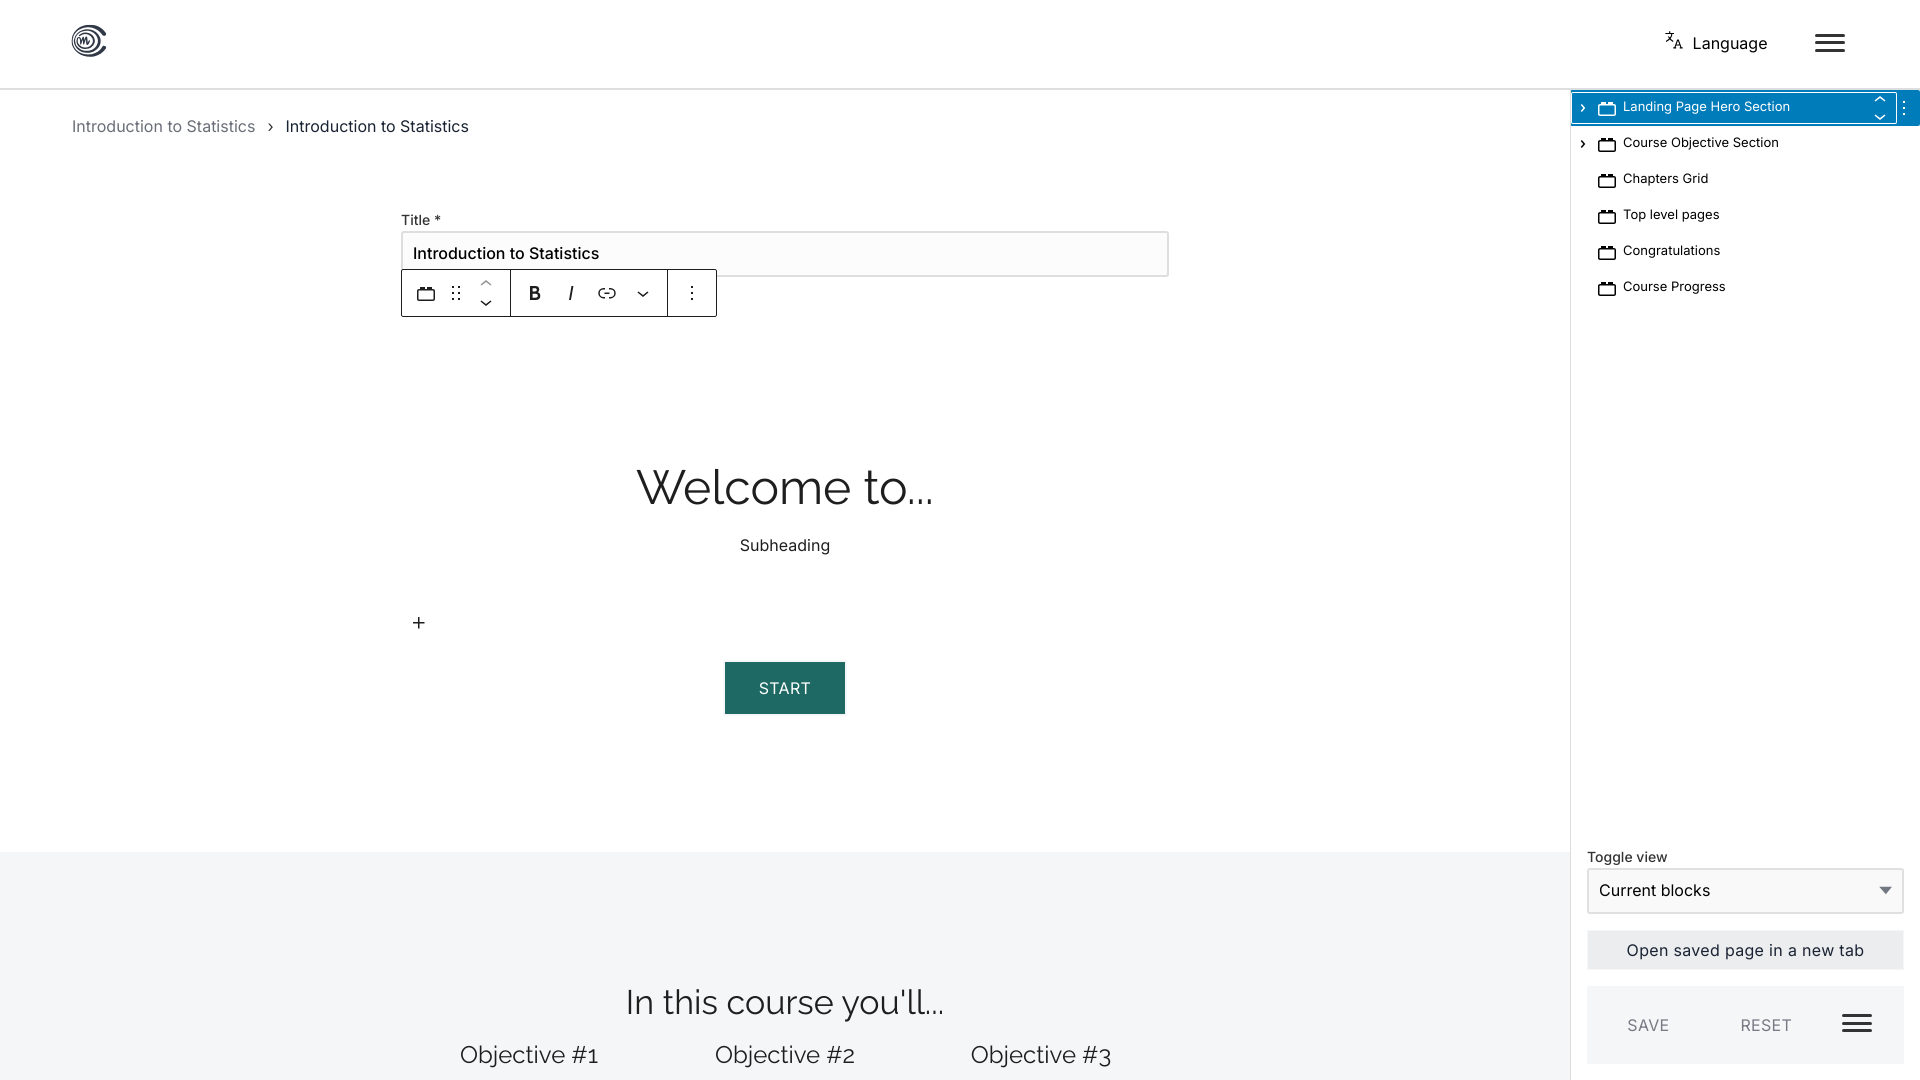 Language
Introduction to Statistics › Introduction to Statistics
Title *
Introduction to Statistics
B I
Welcome to...
Subheading
START
In this course you'll...
Objective #1 Objective #2 Objective #3
Landing Page Hero Section
Course Objective Section
Chapters Grid
Top level pages
Congratulations
Course Progress
Toggle view
Current blocks
Open saved page in a new tab
SAVE RESET